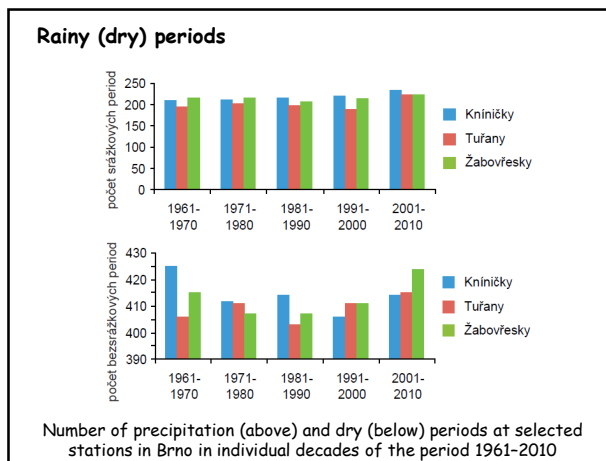 Rainy (dry) periods
počet srážkových period
250
200
150
100
50
0
1961-
1970
1971-
1980
1981-
1990
1991-
2000
2001-
2010
Kníničky
Tuřany
Žabovřesky
počet bezsrážkových period
430
420
410
400
390
1961-
1970
1971-
1980
1981-
1990
1991-
2000
2001-
2010
Kníničky
Tuřany
Žabovřesky
Number of precipitation (above) and dry (below) periods at selected
stations in Brno in individual decades of the period 1961–2010